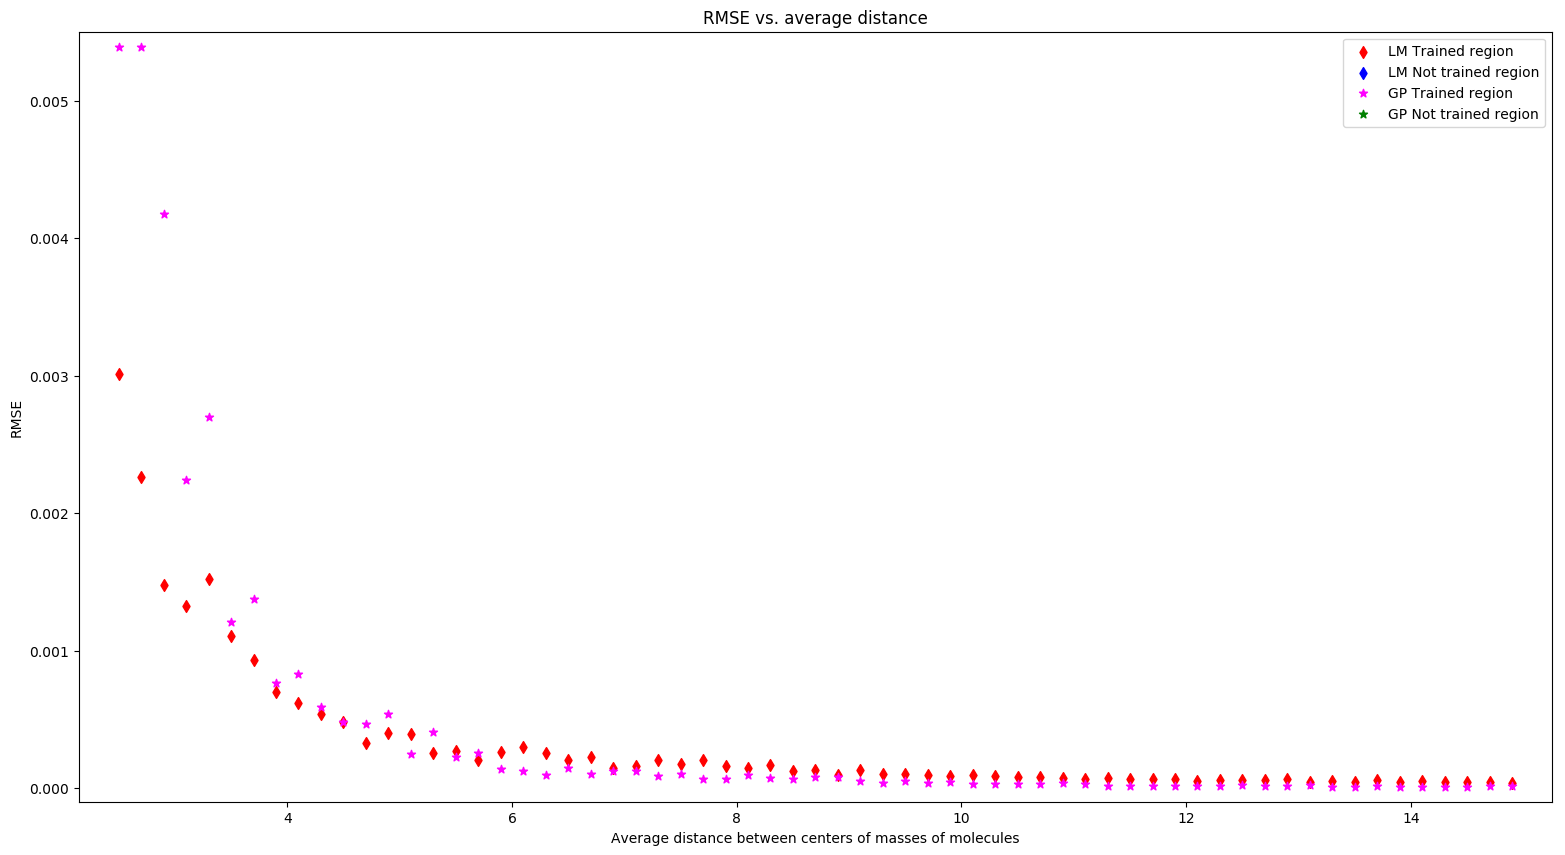 RMSE vs. average distance
LM Trained region
LM Not trained region
GP Trained region
GP Not trained region
0.005
0.004
0.003
0.002
0.001
0.000
RMSE
4 6 8 10 12 14
Average distance between centers of masses of molecules